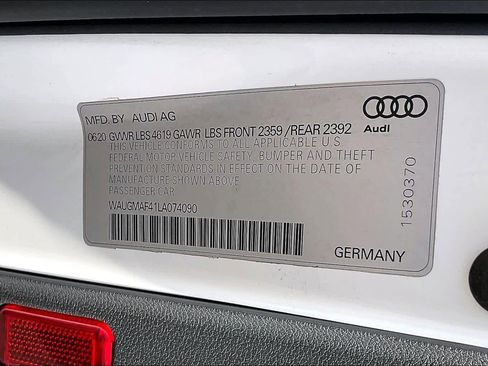 MFD. BY AUDI AG
0620 GVWR LBS 4619 GAWR LBS FRONT 2359 /REAR 2392
THIS VEHICLE CONFORMS TO ALL APPLICABLE U.S.
FEDERAL MOTOR VEHICLE SAFETY, BUMPER AND THEFT
PREVENTION STANDARDS IN EFFECT ON THE DATE OF
MANUFACTURE SHOWN ABOVE.
PASSENGER CAR
WAUGMAF41LA074090
Audi
1530370
GERMANY